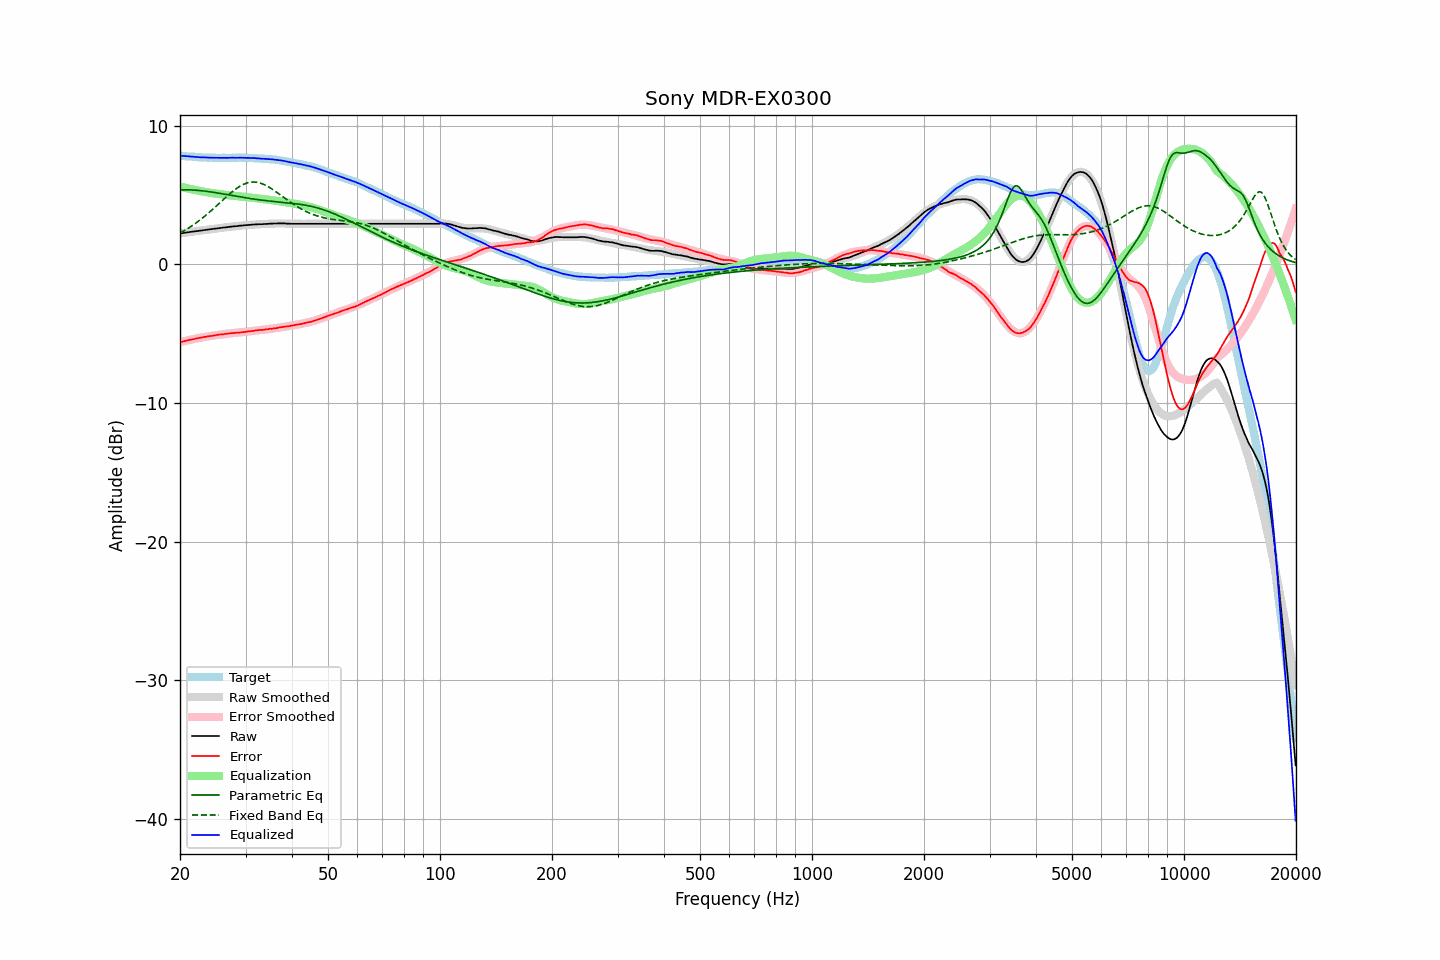 Sony MDR-EX0300
10
0
−10
−20
−30
−40
Amplitude (dBr)
Target
Raw Smoothed
Error Smoothed
Raw
Error
Equalization
Parametric Eq
Fixed Band Eq
Equalized
20 50 100 200 500 1000 2000 5000 10000 20000
Frequency (Hz)